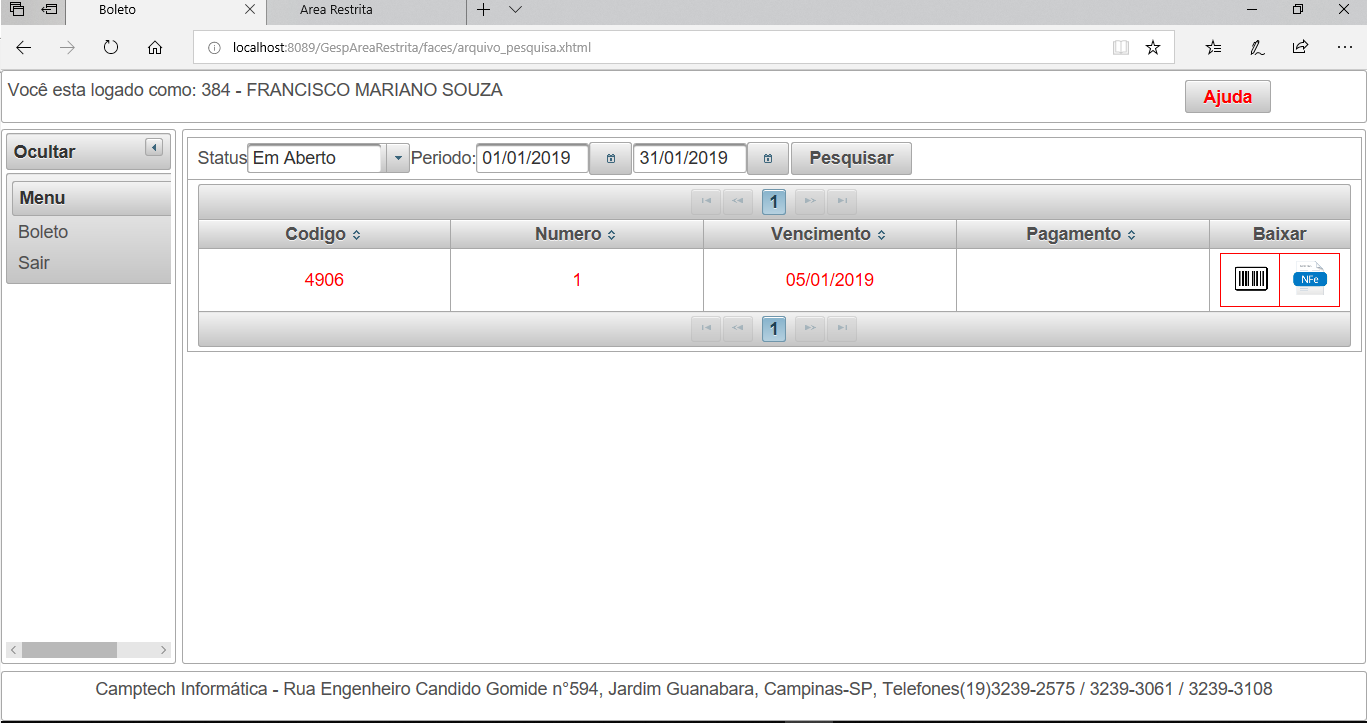 Boleto
Area Restrita
localhost:8089/GespAreaRestrita/faces/arquivo_pesquisa.xhtml
Você esta logado como: 384 - FRANCISCO MARIANO SOUZA
Ajuda
Ocultar
Menu
Boleto
Sair
Status Em Aberto Periodo: 01/01/2019 31/01/2019 Pesquisar
1
Codigo Numero Vencimento Pagamento Baixar
4906 1 05/01/2019 NFe
1
Camptech Informática - Rua Engenheiro Candido Gomide n°594, Jardim Guanabara, Campinas-SP, Telefones(19)3239-2575 / 3239-3061 / 3239-3108